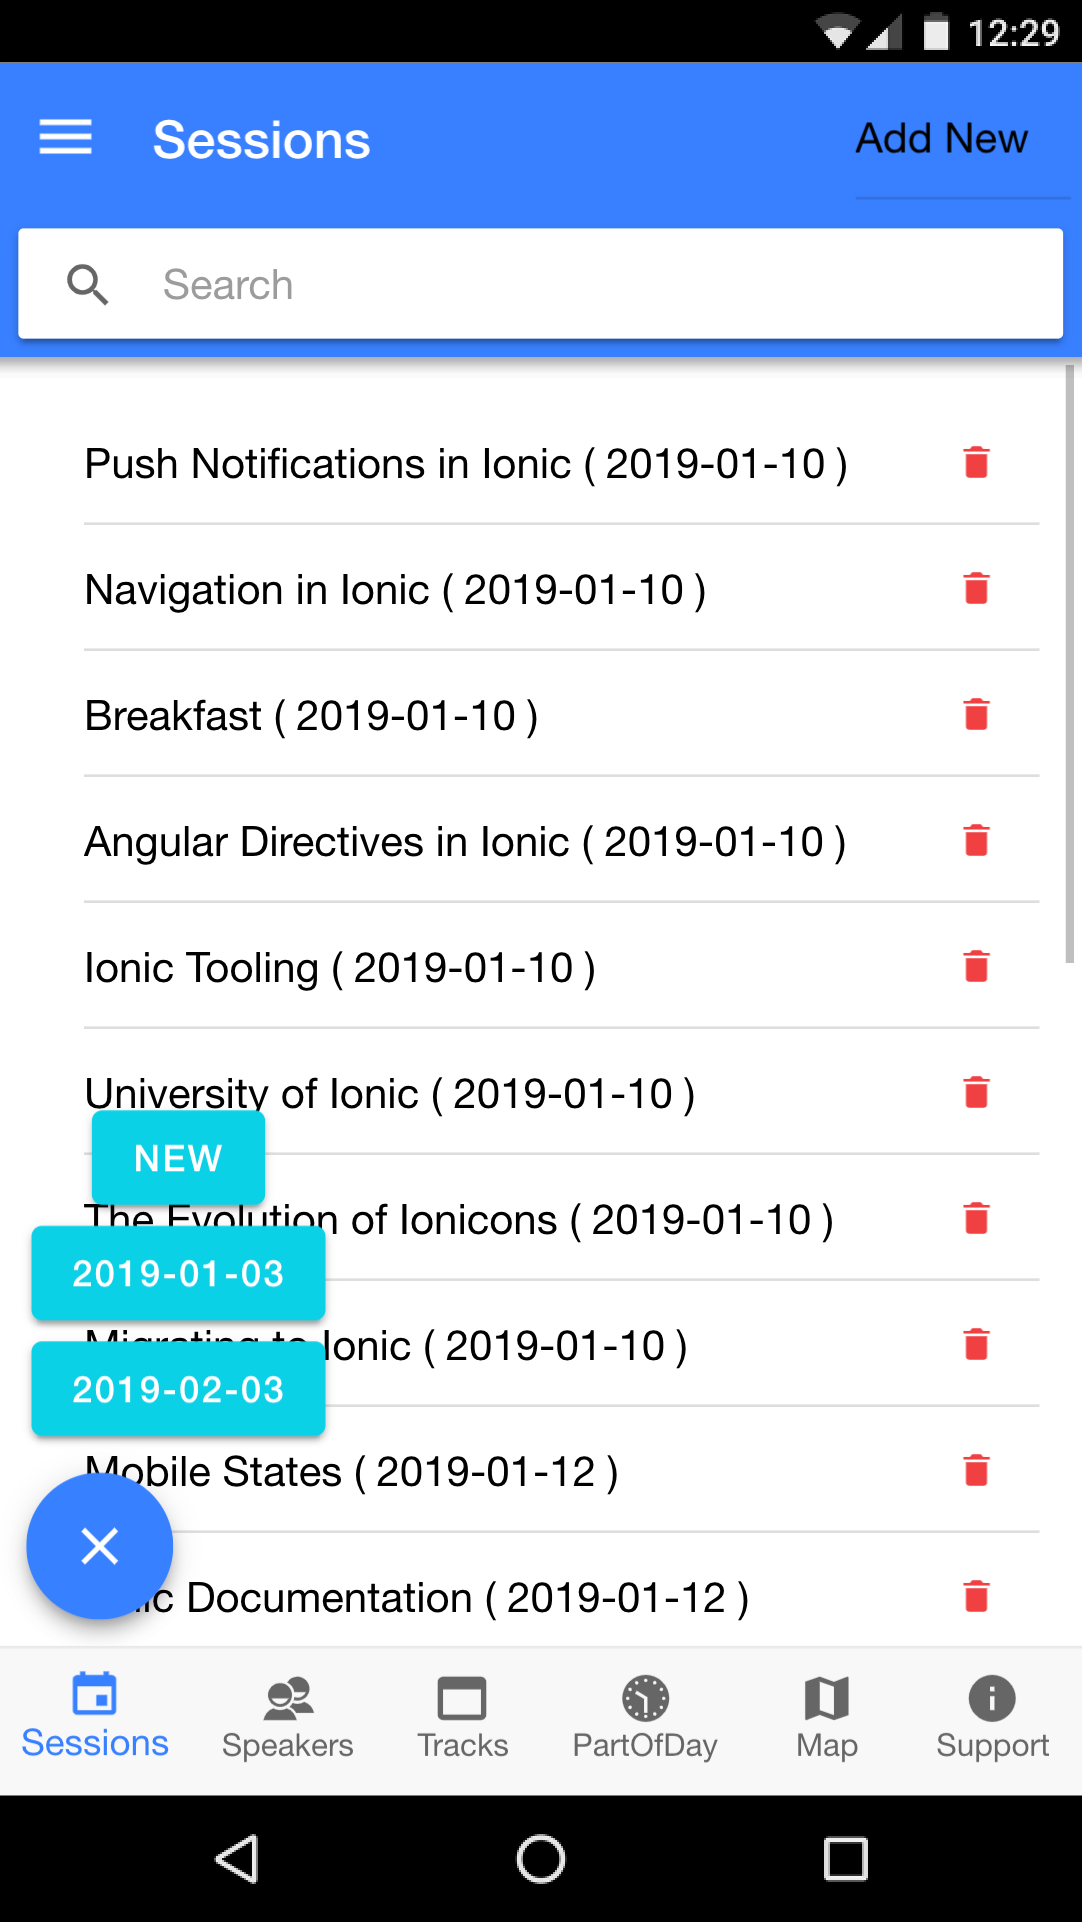 12:29
Sessions
Add New
Search
Push Notifications in Ionic ( 2019-01-10 )
Navigation in Ionic ( 2019-01-10 )
Breakfast ( 2019-01-10 )
Angular Directives in Ionic ( 2019-01-10 )
Ionic Tooling ( 2019-01-10 )
University of Ionic ( 2019-01-10 )
NEW
The Evolution of Ionicons ( 2019-01-10 )
2019-01-03
Migrating to Ionic ( 2019-01-10 )
2019-02-03
Mobile States ( 2019-01-12 )
Documentation ( 2019-01-12 )
Sessions
Speakers
Tracks
PartOfDay
Map
Support